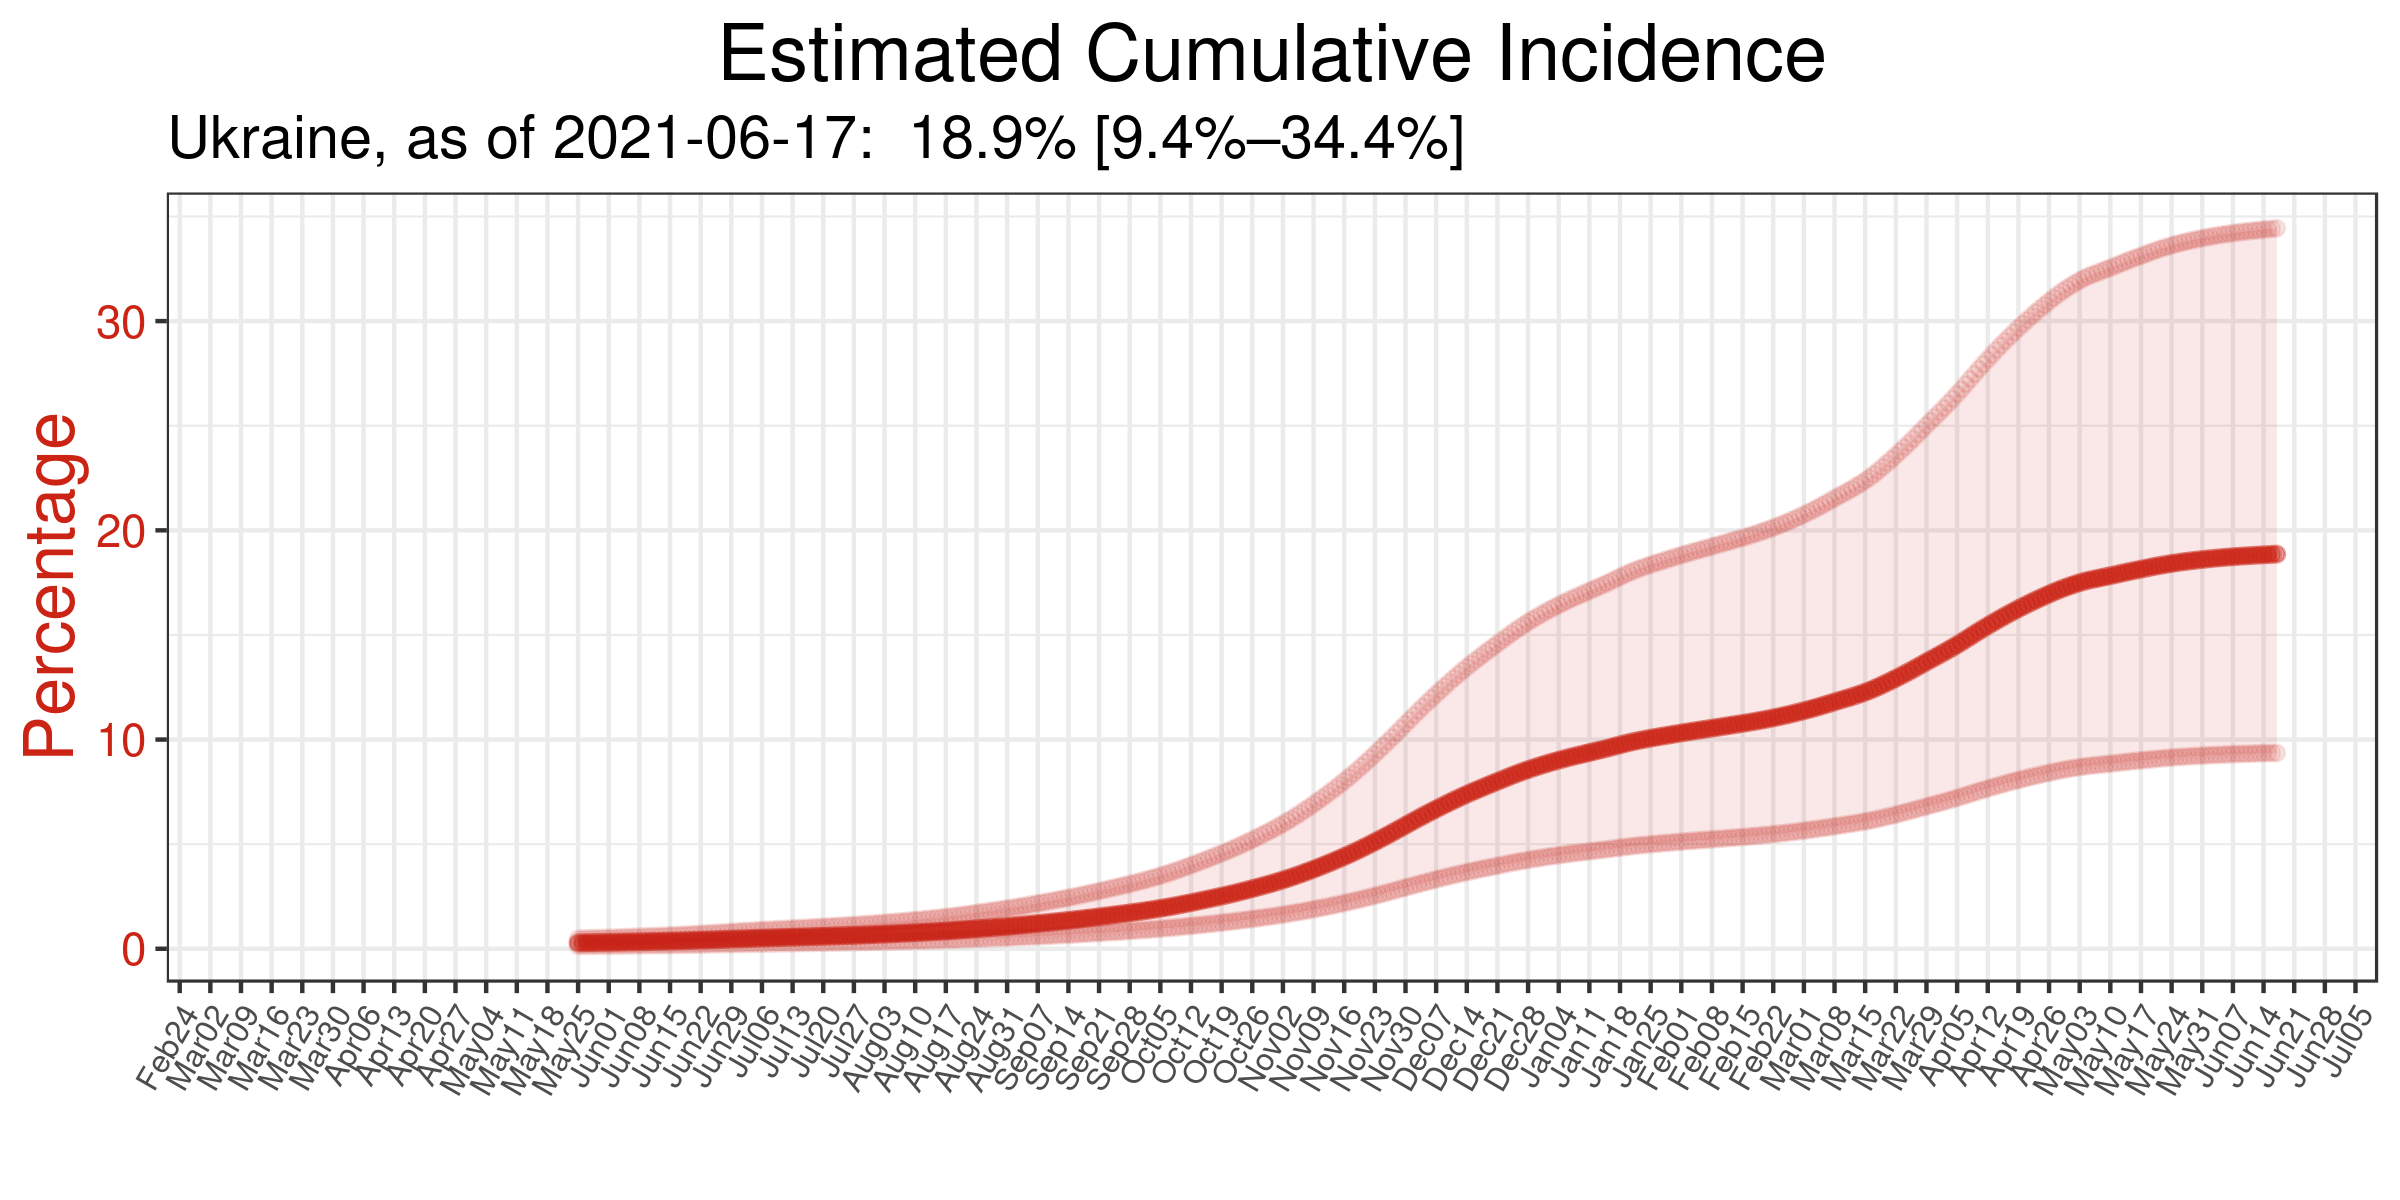 Estimated Cumulative Incidence
Ukraine, as of 2021-06-17: 18.9% [9.4%–34.4%]
Percentage
30
20
10
0
Feb24
Mar02
Mar09
Mar16
Mar23
Mar30
Apr06
Apr13
Apr20
Apr27
May04
May11
May18
May25
Jun01
Jun08
Jun15
Jun22
Jun29
Jul06
Jul13
Jul20
Jul27
Aug03
Aug10
Aug17
Aug24
Aug31
Sep07
Sep14
Sep21
Sep28
Oct05
Oct12
Oct19
Oct26
Nov02
Nov09
Nov16
Nov23
Nov30
Dec07
Dec14
Dec21
Dec28
Jan04
Jan11
Jan18
Jan25
Feb01
Feb08
Feb15
Feb22
Mar01
Mar08
Mar15
Mar22
Mar29
Apr05
Apr12
Apr19
Apr26
May03
May10
May17
May24
May31
Jun07
Jun14
Jun21
Jun28
Jul05